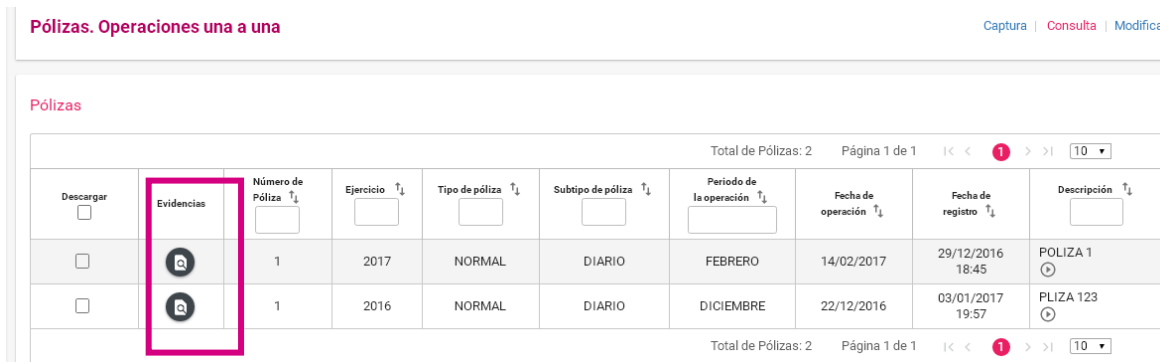 Pólizas. Operaciones una a una
Captura | Consulta | Modifica
Pólizas
Total de Pólizas: 2 Página 1 de 1 |< < 1 > >| 10
Descargar Evidencias Número de Póliza Ejercicio Tipo de póliza Subtipo de póliza Periodo de la operación Fecha de operación Fecha de registro Descripción
1 2017 NORMAL DIARIO FEBRERO 14/02/2017 29/12/2016 18:45 POLIZA 1
1 2016 NORMAL DIARIO DICIEMBRE 22/12/2016 03/01/2017 19:57 PLIZA 123
Total de Pólizas: 2 Página 1 de 1 |< < 1 > >| 10